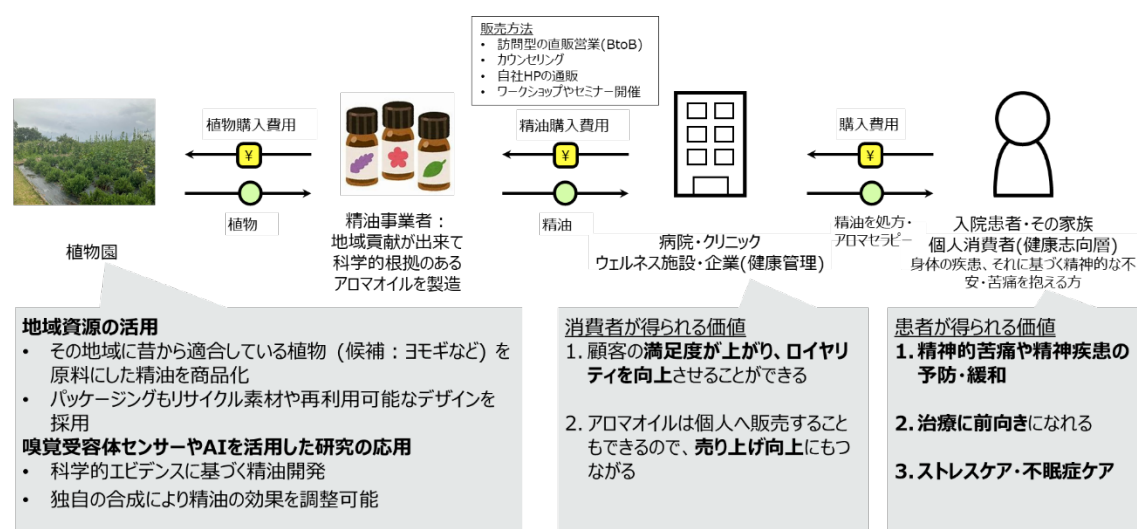 販売方法
• 訪問型の直販営業(BtoB)
• カウンセリング
• 自社HPの通販
• ワークショップやセミナー開催
植物購入費用
¥
植物
精油購入費用
¥
精油
購入費用
¥
精油を処方・
アロマセラピー
植物園
精油事業者：
地域貢献が出来て
科学的根拠のある
アロマオイルを製造
病院・クリニック
ウェルネス施設・企業(健康管理)
入院患者・その家族
個人消費者(健康志向層)
身体の疾患、それに基づく精神的な不
安・苦痛を抱える方
地域資源の活用
• その地域に昔から適合している植物（候補：ヨモギなど）を
原料にした精油を商品化
• パッケージングもリサイクル素材や再利用可能なデザインを
採用
嗅覚受容体センサーやAIを活用した研究の応用
• 科学的エビデンスに基づく精油開発
• 独自の合成により精油の効果を調整可能
消費者が得られる価値
1. 顧客の満足度が上がり、ロイヤリ
ティを向上させることができる
2. アロマオイルは個人へ販売すること
もできるので、売り上げ向上にもつ
ながる
患者が得られる価値
1. 精神的苦痛や精神疾患の
予防・緩和
2. 治療に前向きになれる
3. ストレスケア・不眠症ケア